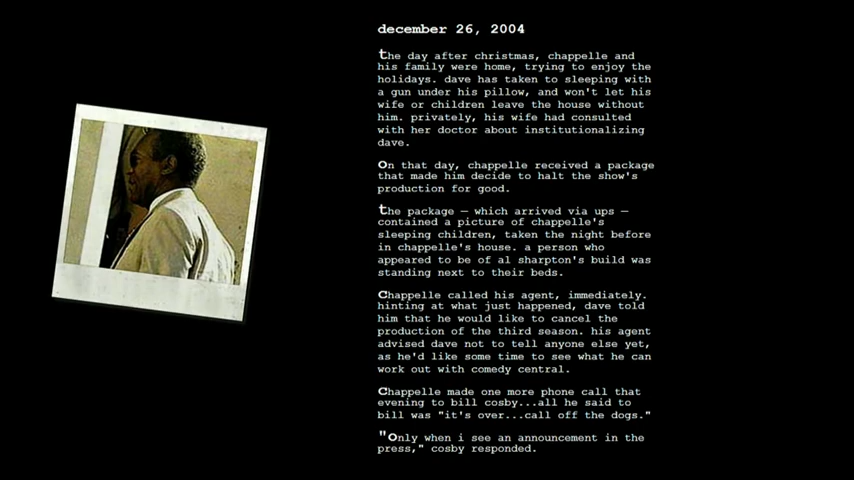 december 26, 2004
the day after christmas, chappelle and
his family were home, trying to enjoy the
holidays. dave has taken to sleeping with
a gun under his pillow, and won't let his
wife or children leave the house without
him. privately, his wife had consulted
with her doctor about institutionalizing
dave.
On that day, chappelle received a package
that made him decide to halt the show's
production for good.
the package — which arrived via ups —
contained a picture of chappelle's
sleeping children, taken the night before
in chappelle's house. a person who
appeared to be of al sharpton's build was
standing next to their beds.
Chappelle called his agent, immediately.
hinting at what just happened, dave told
him that he would like to cancel the
production of the third season. his agent
advised dave not to tell anyone else yet,
as he'd like some time to see what he can
work out with comedy central.
Chappelle made one more phone call that
evening to bill cosby...all he said to
bill was "it's over...call off the dogs."
"Only when i see an announcement in the
press," cosby responded.